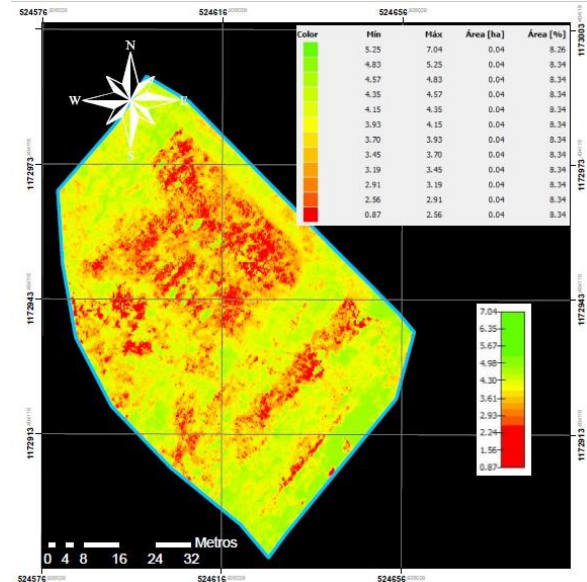 524576 524616 524656
1173003
N
W E
S
Color Mín Máx Área [ha] Área [%]
5.25 7.04 0.04 8.26
4.83 5.25 0.04 8.34
4.57 4.83 0.04 8.34
4.35 4.57 0.04 8.34
4.15 4.35 0.04 8.34
3.93 4.15 0.04 8.34
3.70 3.93 0.04 8.34
3.45 3.70 0.04 8.34
3.19 3.45 0.04 8.34
2.91 3.19 0.04 8.34
2.56 2.91 0.04 8.34
0.87 2.56 0.04 8.34
1172973 1172973
1172943 1172943
7.04
6.35
5.67
4.98
4.30
3.61
2.93
2.24
1.56
0.87
1172913 1172913
Metros
0 4 8 16 24 32
524576 524616 524656